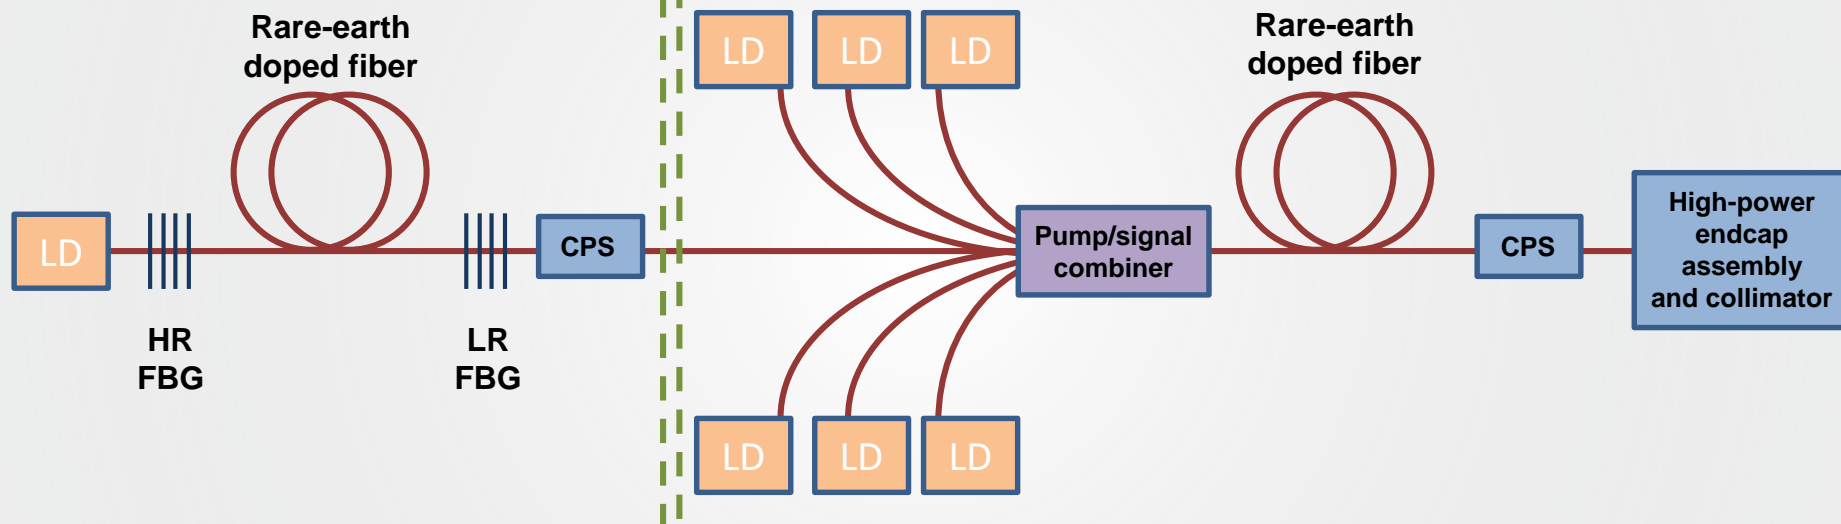 Rare-earth
doped fiber
LD
HR
FBG
LR
FBG
CPS
LD
LD
LD
LD
LD
LD
Pump/signal
combiner
Rare-earth
doped fiber
CPS
High-power
endcap
assembly
and collimator